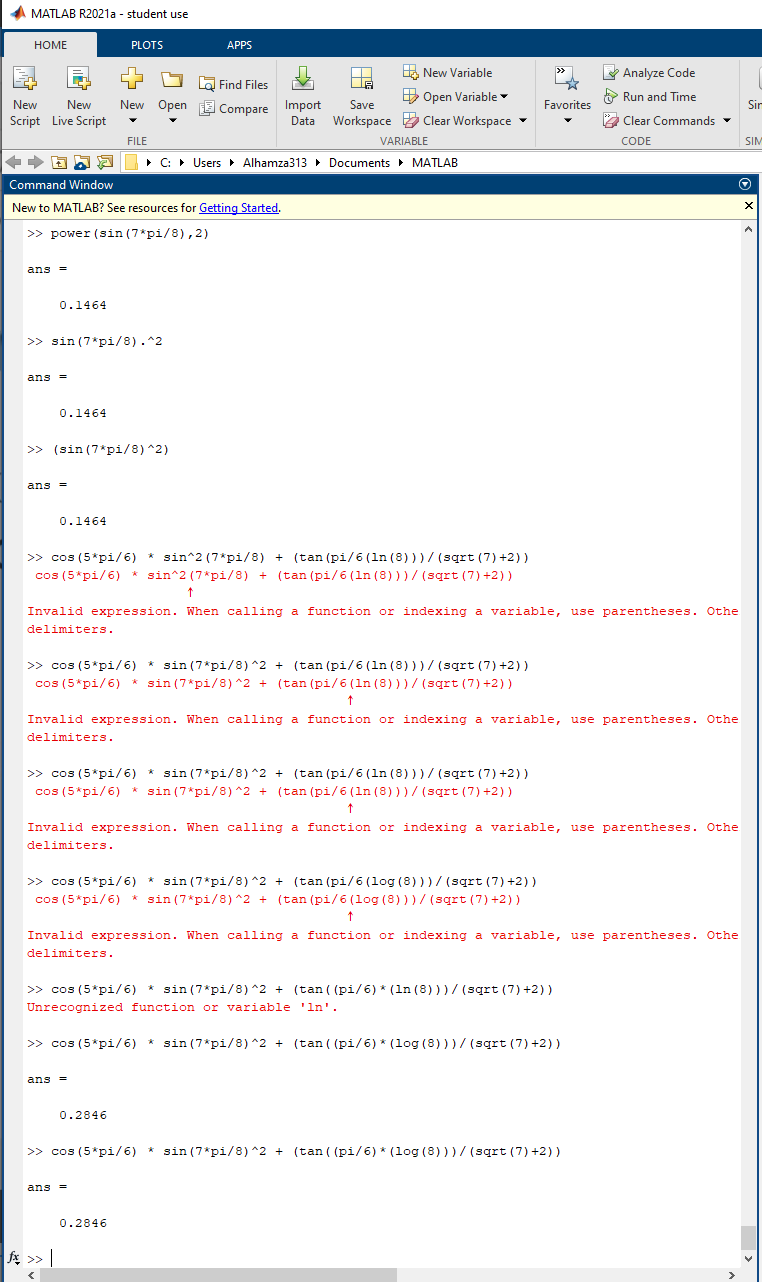 MATLAB R2021a - student use
HOME PLOTS APPS
New Script
New Live Script
New
Open
Find Files
Compare
FILE
Import Data
Save Workspace
New Variable
Open Variable
Clear Workspace
VARIABLE
Favorites
Analyze Code
Run and Time
Clear Commands
CODE
Sim
SIM
C: Users Alhamza313 Documents MATLAB
Command Window
New to MATLAB? See resources for Getting Started.
>> power(sin(7*pi/8),2)
ans =
0.1464
>> sin(7*pi/8).^2
ans =
0.1464
>> (sin(7*pi/8)^2)
ans =
0.1464
>> cos(5*pi/6) * sin^2(7*pi/8) + (tan(pi/6(ln(8)))/(sqrt(7)+2))
cos(5*pi/6) * sin^2(7*pi/8) + (tan(pi/6(ln(8)))/(sqrt(7)+2))
↑
Invalid expression. When calling a function or indexing a variable, use parentheses. Othe
delimiters.
>> cos(5*pi/6) * sin(7*pi/8)^2 + (tan(pi/6(ln(8)))/(sqrt(7)+2))
cos(5*pi/6) * sin(7*pi/8)^2 + (tan(pi/6(ln(8)))/(sqrt(7)+2))
↑
Invalid expression. When calling a function or indexing a variable, use parentheses. Othe
delimiters.
>> cos(5*pi/6) * sin(7*pi/8)^2 + (tan(pi/6(ln(8)))/(sqrt(7)+2))
cos(5*pi/6) * sin(7*pi/8)^2 + (tan(pi/6(ln(8)))/(sqrt(7)+2))
↑
Invalid expression. When calling a function or indexing a variable, use parentheses. Othe
delimiters.
>> cos(5*pi/6) * sin(7*pi/8)^2 + (tan(pi/6(log(8)))/(sqrt(7)+2))
cos(5*pi/6) * sin(7*pi/8)^2 + (tan(pi/6(log(8)))/(sqrt(7)+2))
↑
Invalid expression. When calling a function or indexing a variable, use parentheses. Othe
delimiters.
>> cos(5*pi/6) * sin(7*pi/8)^2 + (tan((pi/6)*(ln(8)))/(sqrt(7)+2))
Unrecognized function or variable 'ln'.
>> cos(5*pi/6) * sin(7*pi/8)^2 + (tan((pi/6)*(log(8)))/(sqrt(7)+2))
ans =
0.2846
>> cos(5*pi/6) * sin(7*pi/8)^2 + (tan((pi/6)*(log(8)))/(sqrt(7)+2))
ans =
0.2846
fx >>